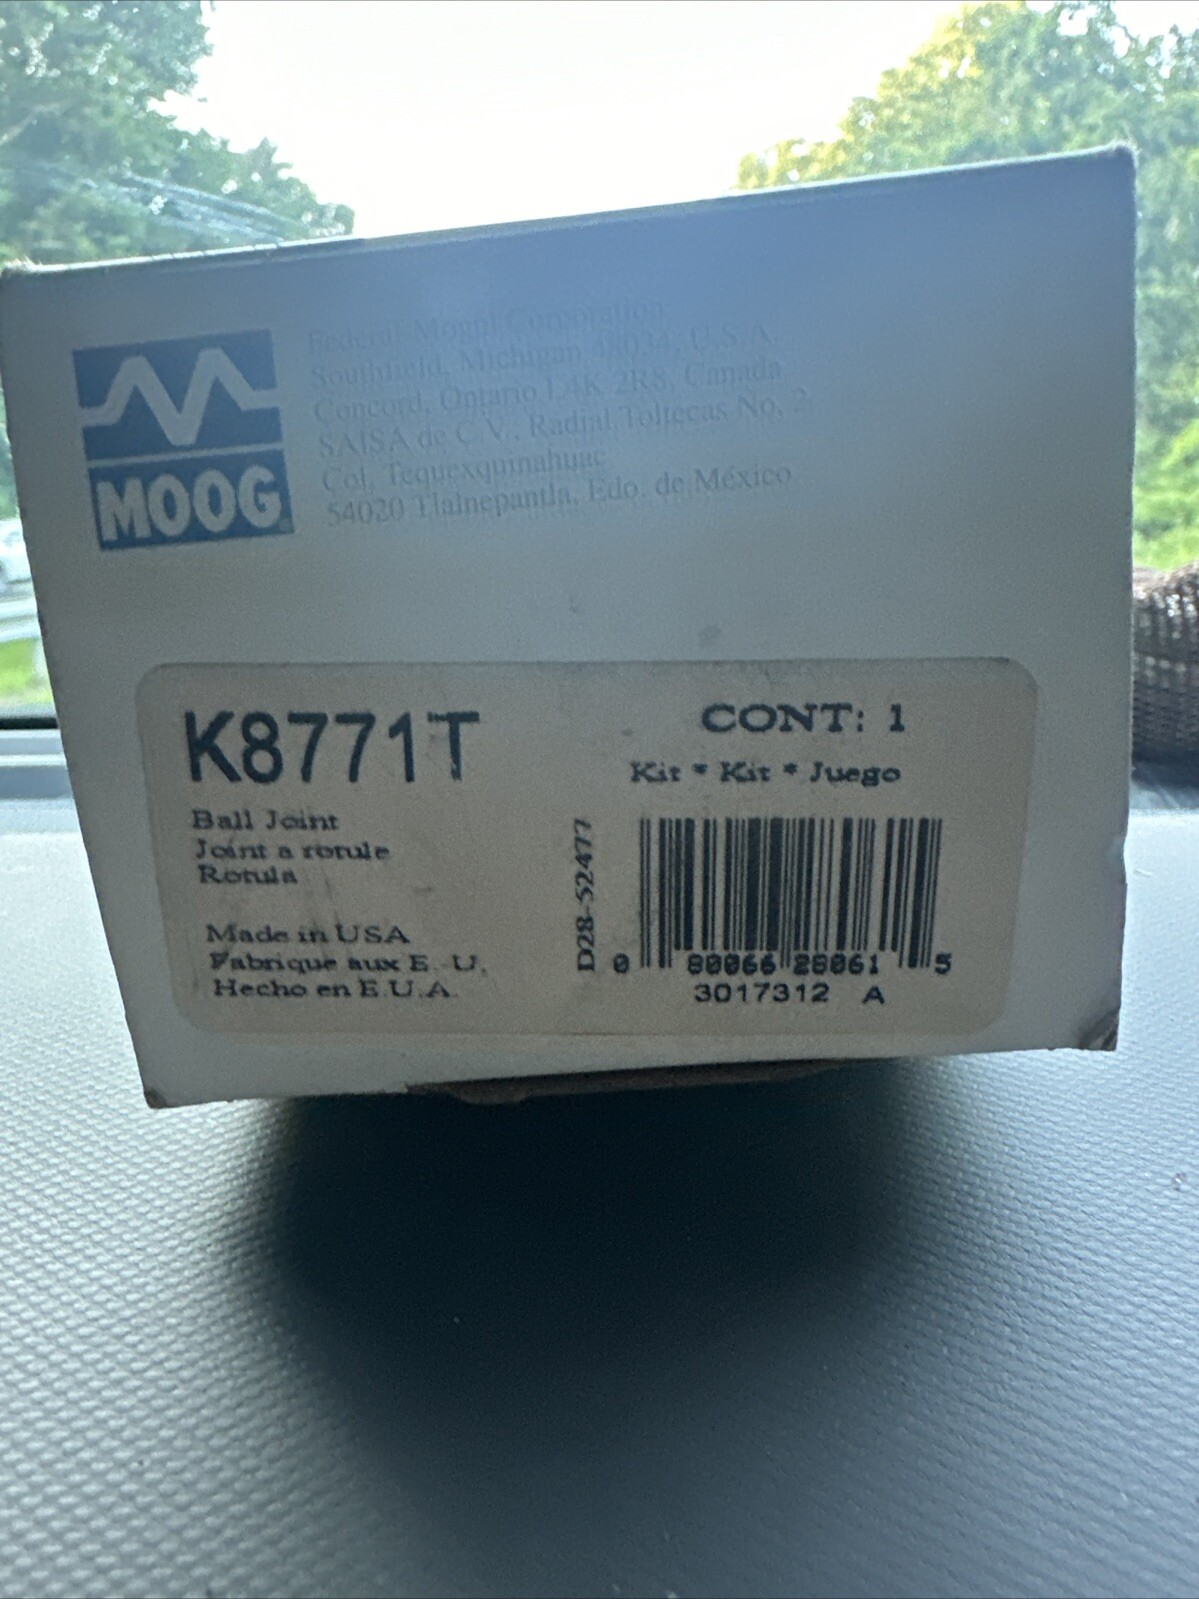 MOOG
Federal-Mogul Corporation
Southfield, Michigan 48034, U.S.A.
Concord, Ontario L4K 2R8, Canada
SAISA de C.V., Radial Toltecas No. 2
Col, Tequexquinahuac
54020 Tlalnepantla, Edo. de México
K8771T
CONT: 1
Kit * Kit * Juego
Ball Joint
Joint a rotule
Rotula
Made in USA
Fabrique aux E.-U.
Hecho en E.U.A.
D28-52477
0 80066 28061 5
3017312 A